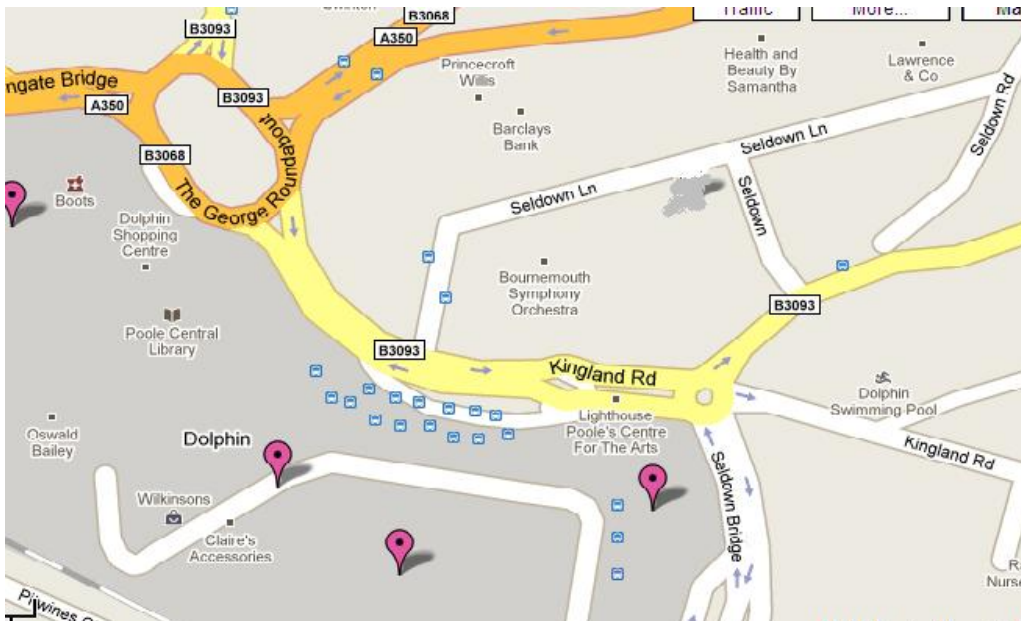 Traffic
More...
Ma
Swinton
B3068
B3093
A350
Health and
Beauty By
Samantha
Lawrence
& Co
Princecroft
Willis
ngate Bridge
A350
B3093
Barclays
Bank
Seldown Rd
Seldown Ln
B3068
The George Roundabout
Boots
Seldown Ln
Seldown
Dolphin
Shopping
Centre
Bournemouth
Symphony
Orchestra
B3093
Poole Central
Library
B3093
Kingland Rd
Dolphin
Swimming Pool
Lighthouse
Poole's Centre
For The Arts
Oswald
Bailey
Dolphin
Kingland Rd
Seldown Bridge
Wilkinsons
Claire's
Accessories
R
Nurse
Pitwines C